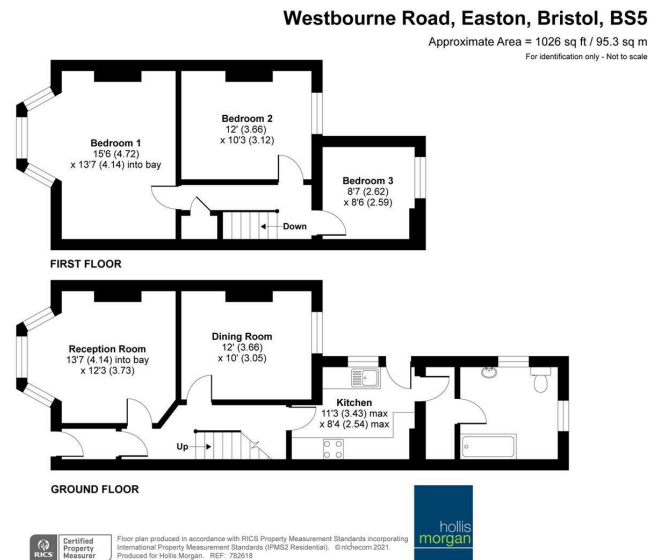 Westbourne Road, Easton, Bristol, BS5
Approximate Area = 1026 sq ft / 95.3 sq m
For identification only - Not to scale
Bedroom 1
15'6 (4.72)
x 13'7 (4.14) into bay
Bedroom 2
12' (3.66)
x 10'3 (3.12)
Bedroom 3
8'7 (2.62)
x 8'6 (2.59)
Down
FIRST FLOOR
Reception Room
13'7 (4.14) into bay
x 12'3 (3.73)
Dining Room
12' (3.66)
x 10' (3.05)
Kitchen
11'3 (3.43) max
x 8'4 (2.54) max
Up
GROUND FLOOR
hollis
morgan
RICS
Certified
Property
Measurer
Floor plan produced in accordance with RICS Property Measurement Standards incorporating
International Property Measurement Standards (IPMS2 Residential). © nichecom 2021.
Produced for Hollis Morgan. REF: 782618